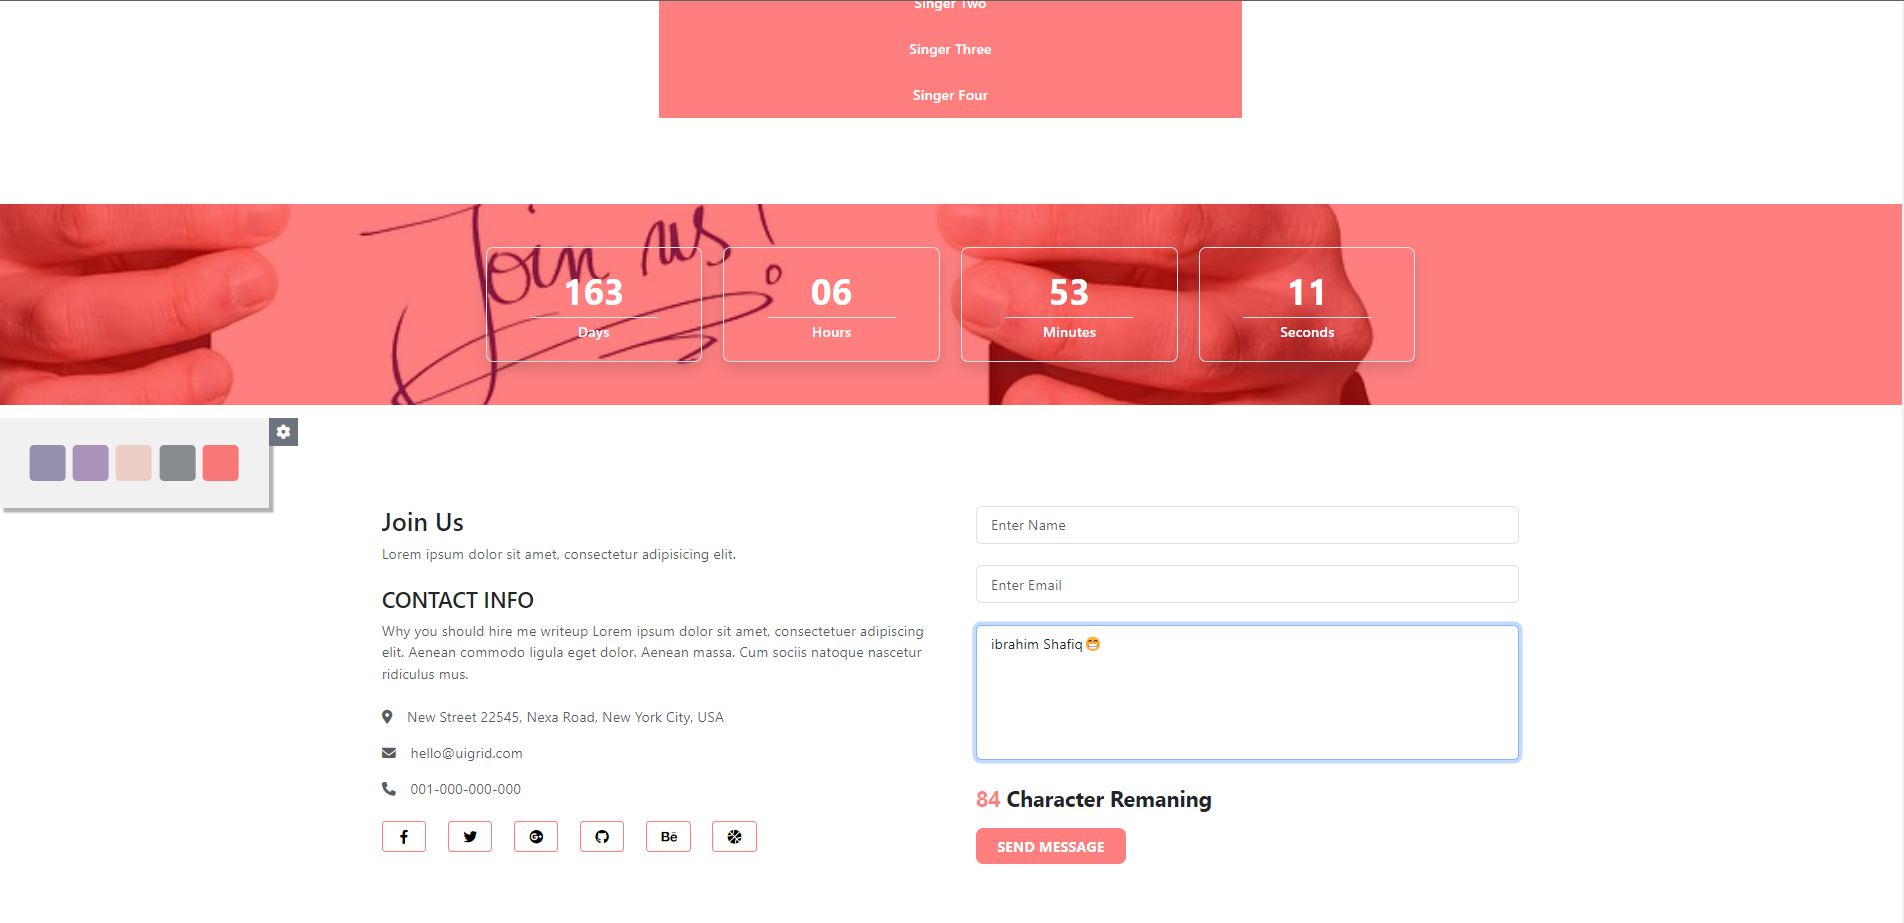 Singer Two
Singer Three
Singer Four
Join us!
163
Days
06
Hours
53
Minutes
11
Seconds
Join Us
Lorem ipsum dolor sit amet, consectetur adipisicing elit.
CONTACT INFO
Why you should hire me writeup Lorem ipsum dolor sit amet, consectetuer adipiscing
elit. Aenean commodo ligula eget dolor. Aenean massa. Cum sociis natoque nascetur
ridiculus mus.
New Street 22545, Nexa Road, New York City, USA
hello@uigrid.com
001-000-000-000
Bē
Enter Name
Enter Email
ibrahim Shafiq😁
84 Character Remaning
SEND MESSAGE